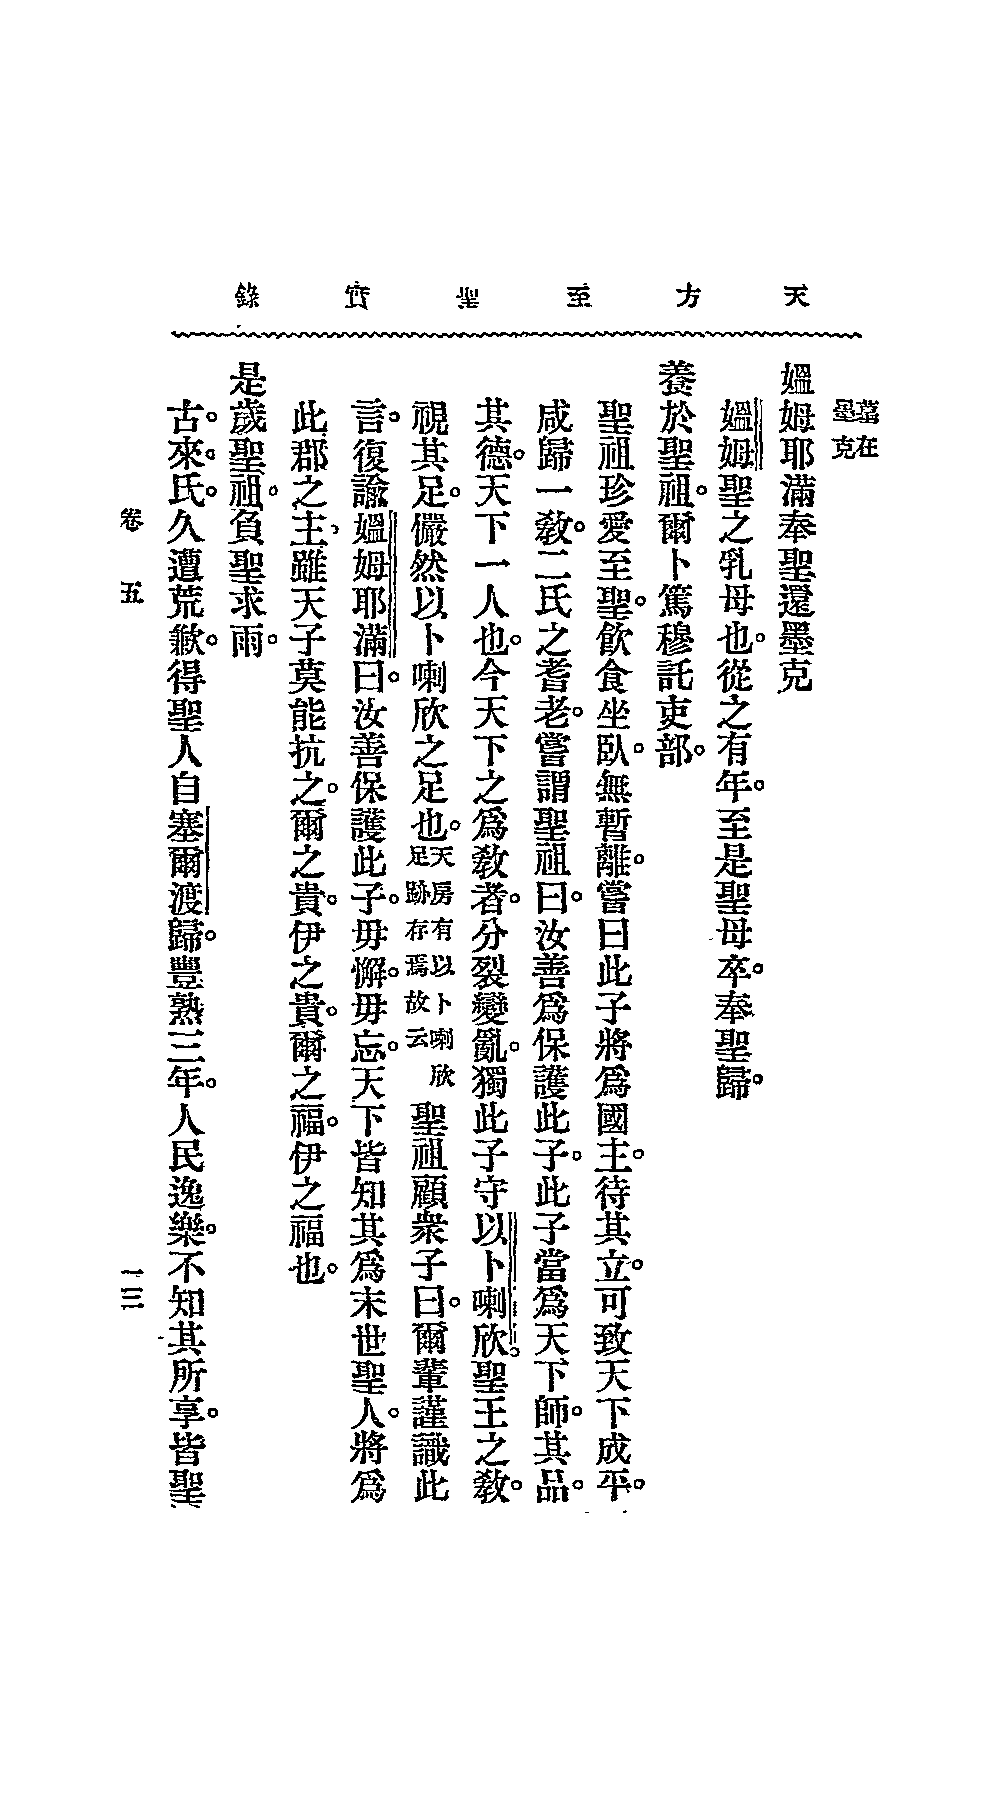 天方至聖實錄
墓在
墨克
媼姆耶滿奉聖還墨克
媼姆聖之乳母也。從之有年。至是聖母卒。奉聖歸。
養於聖祖。爾卜篤穆託吏部。
聖祖珍愛至聖。飲食坐臥。無暫離。嘗曰此子將爲國主。待其立。可致天下成平。
咸歸一敎。二氏之耆老。嘗謂聖祖曰。汝善爲保護此子。此子當爲天下師。其品。
其德。天下一人也。今天下之爲敎者。分裂變亂。獨此子守以卜喇欣。聖王之敎。
視其足。儼然以卜喇欣之足也。天房有以卜喇欣足跡存焉故云聖祖顧衆子曰。爾輩謹識此
言。復諭媼姆耶滿曰。汝善保護此子。毋懈。毋忘。天下皆知其爲末世聖人。將爲
此郡之主、雖天子莫能抗之。爾之貴。伊之貴。爾之福。伊之福也。
是歲聖祖。負聖求雨。
古。來。氏。久遭荒歉。得聖人自塞爾渡歸。豐熟三年。人民逸樂。不知其所享。皆聖
卷五
一三